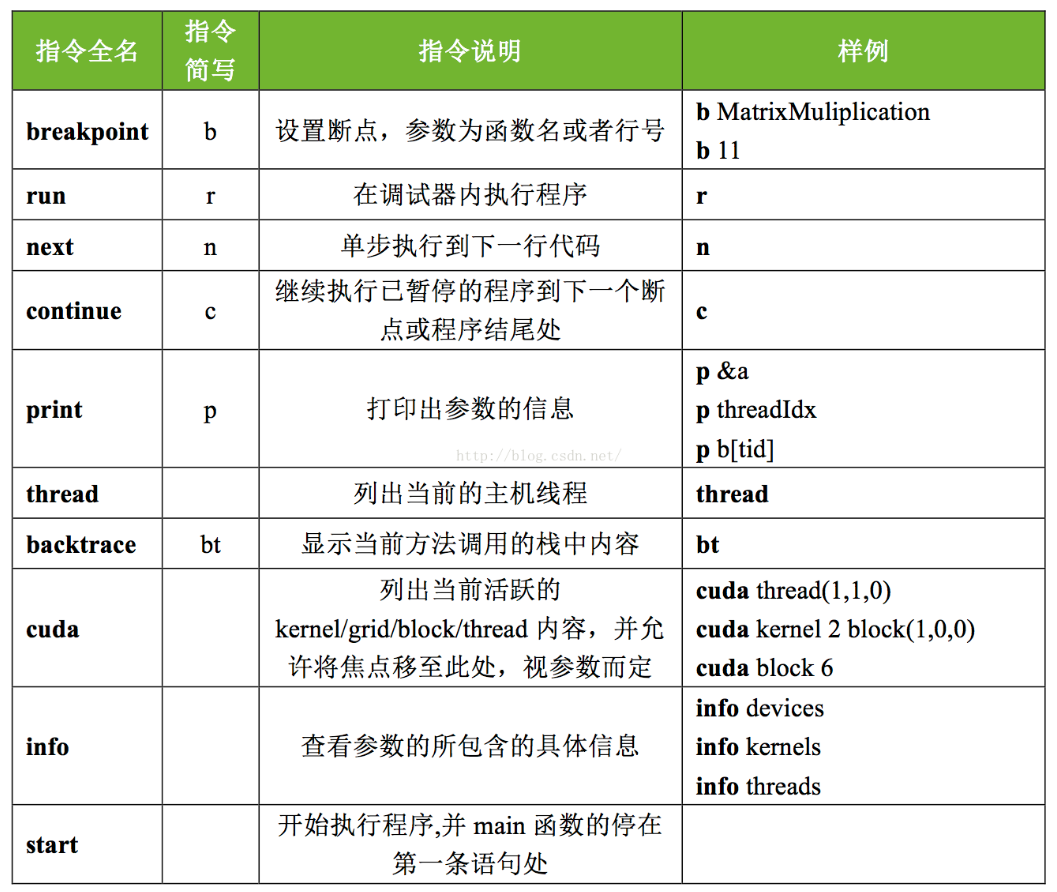 指令全名
指令
简写
指令说明
样例
breakpoint
b
设置断点，参数为函数名或者行号
b MatrixMuliplication
b 11
run
r
在调试器内执行程序
r
next
n
单步执行到下一行代码
n
continue
c
继续执行已暂停的程序到下一个断
点或程序结尾处
c
print
p
打印出参数的信息
p &a
p threadIdx
p b[tid]
http://blog.csdn.net/
thread
列出当前的主机线程
thread
backtrace
bt
显示当前方法调用的栈中内容
bt
cuda
列出当前活跃的
kernel/grid/block/thread 内容，并允
许将焦点移至此处，视参数而定
cuda thread(1,1,0)
cuda kernel 2 block(1,0,0)
cuda block 6
info
查看参数的所包含的具体信息
info devices
info kernels
info threads
start
开始执行程序,并 main 函数的停在
第一条语句处